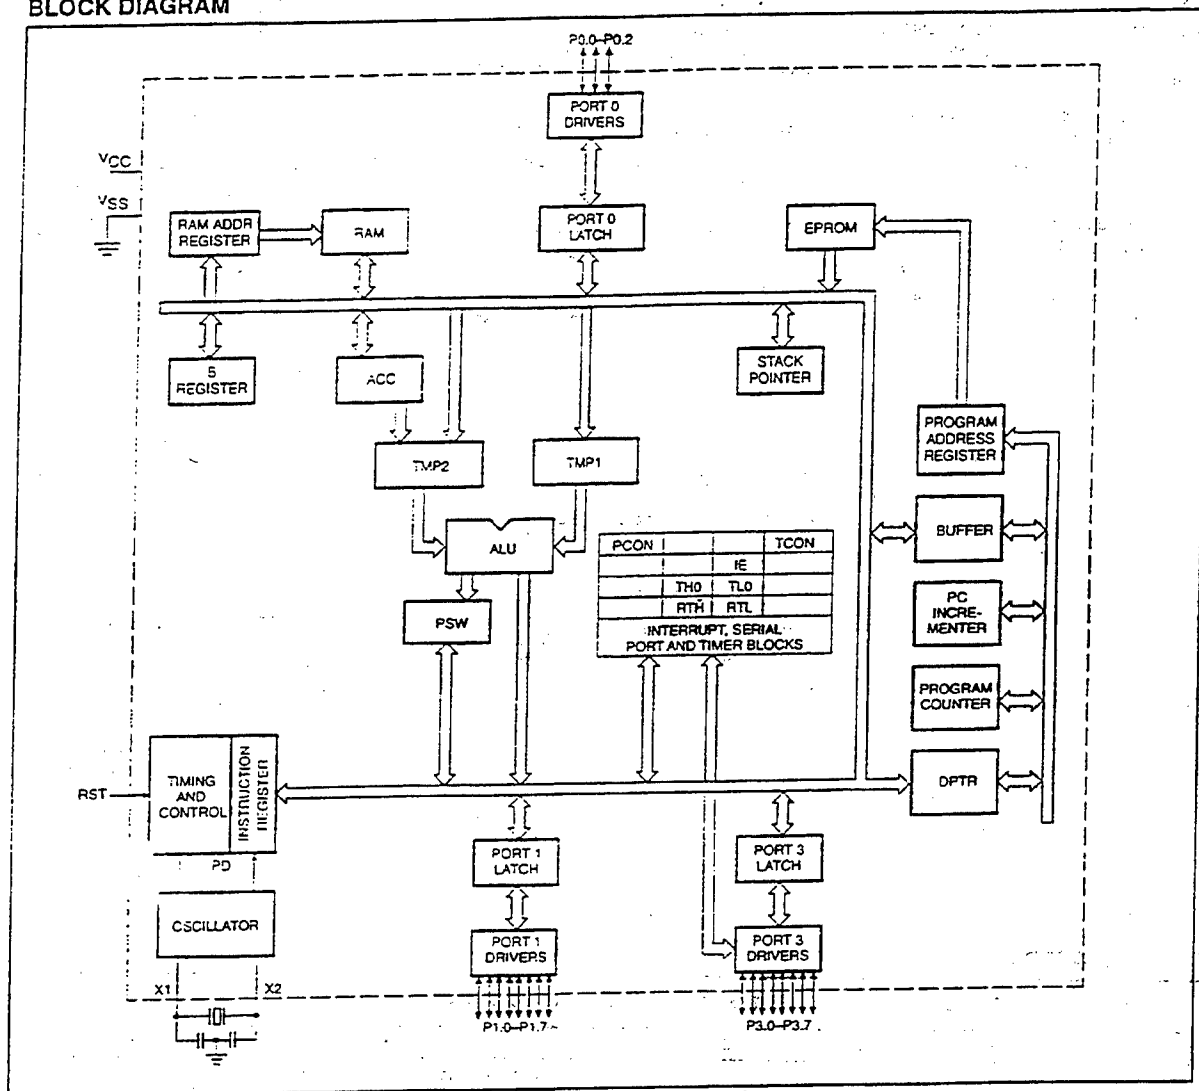 BLOCK DIAGRAM
P0.0–P0.2
PORT 0
DRIVERS
VCC
VSS
RAM ADDR
REGISTER
RAM
PORT 0
LATCH
EPROM
B
REGISTER
ACC
STACK
POINTER
PROGRAM
ADDRESS
REGISTER
TMP2
TMP1
BUFFER
ALU
PCON
TCON
IE
TH0
TL0
RTH
RTL
INTERRUPT, SERIAL
PORT AND TIMER BLOCKS
PSW
PC
INCRE-
MENTER
PROGRAM
COUNTER
DPTR
RST
TIMING
AND
CONTROL
INSTRUCTION
REGISTER
PD
OSCILLATOR
PORT 1
LATCH
PORT 3
LATCH
PORT 1
DRIVERS
PORT 3
DRIVERS
X1
X2
P1.0–P1.7
P3.0–P3.7